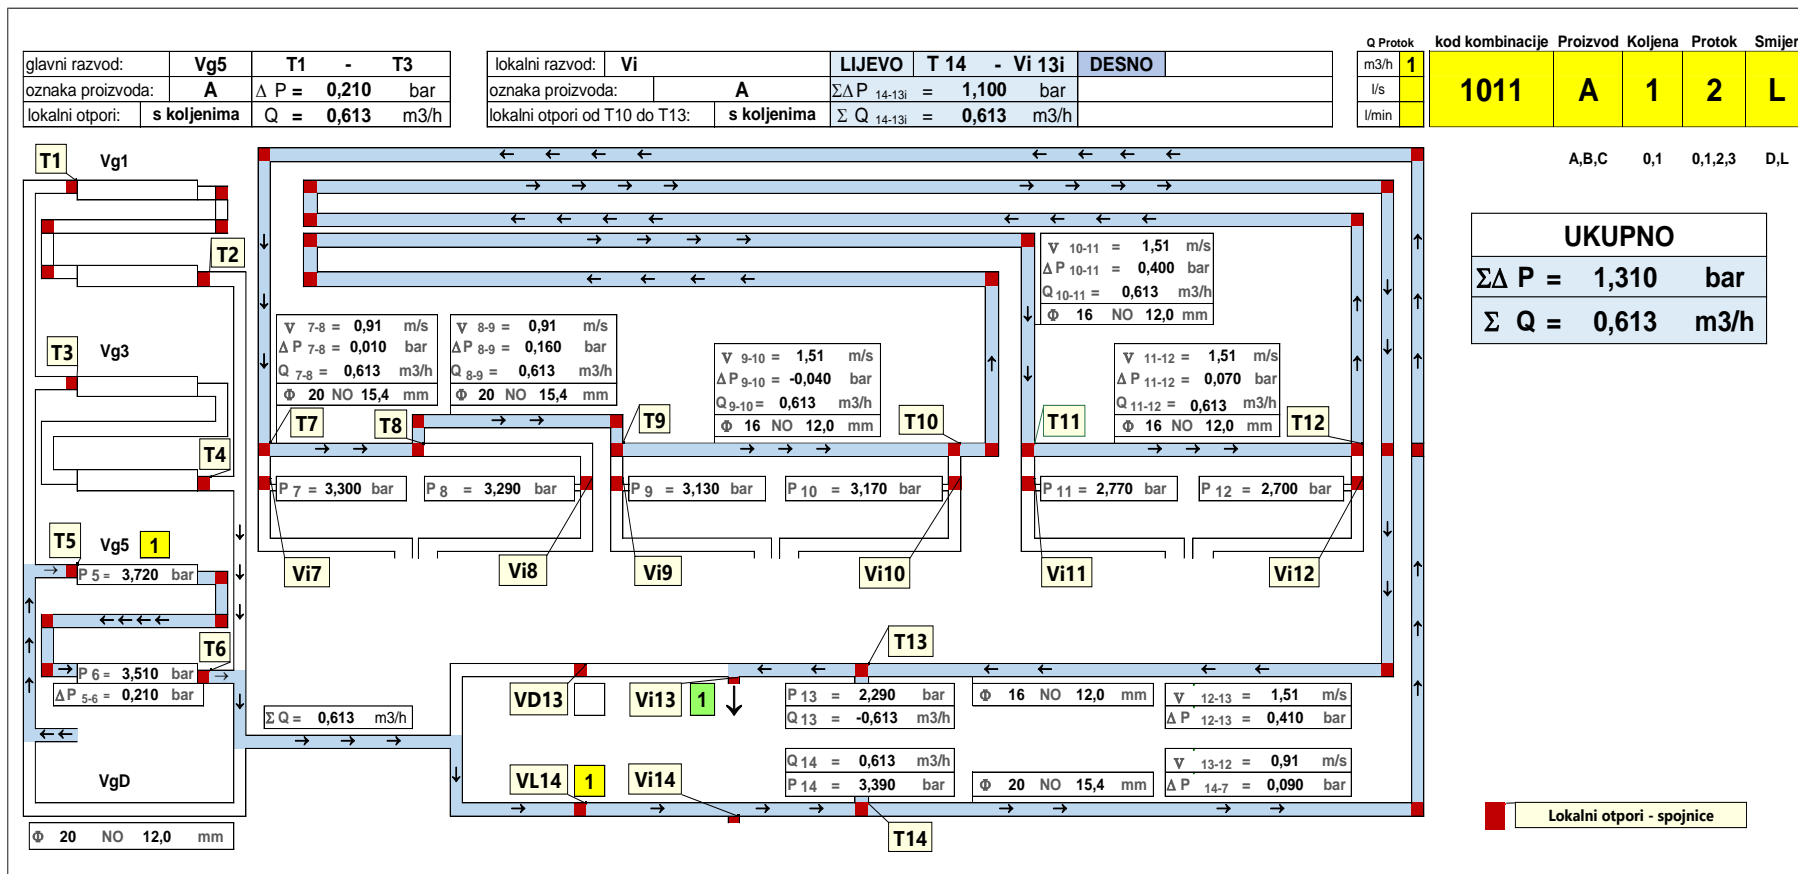 glavni razvod: Vg5 T1 - T3
oznaka proizvoda: A Δ P = 0,210 bar
lokalni otpori: s koljenima Q = 0,613 m3/h
lokalni razvod: Vi LIJEVO T 14 - Vi 13i DESNO
oznaka proizvoda: A ΣΔP 14-13i = 1,100 bar
lokalni otpori od T10 do T13: s koljenima Σ Q 14-13i = 0,613 m3/h
Q Protok kod kombinacije Proizvod Koljena Protok Smijer
m3/h 1
l/s
l/min
1011 A 1 2 L
A,B,C 0,1 0,1,2,3 D,L
UKUPNO
ΣΔ P = 1,310 bar
Σ Q = 0,613 m3/h
T1 Vg1
T2
T3 Vg3
T4
T5 Vg5 1
P 5 = 3,720 bar
T6
P 6 = 3,510 bar
ΔP 5-6 = 0,210 bar
VgD
Φ 20 NO 12,0 mm
Σ Q = 0,613 m3/h
V 7-8 = 0,91 m/s
Δ P 7-8 = 0,010 bar
Q 7-8 = 0,613 m3/h
Φ 20 NO 15,4 mm
V 8-9 = 0,91 m/s
Δ P 8-9 = 0,160 bar
Q 8-9 = 0,613 m3/h
Φ 20 NO 15,4 mm
V 9-10 = 1,51 m/s
Δ P 9-10 = -0,040 bar
Q 9-10 = 0,613 m3/h
Φ 16 NO 12,0 mm
V 10-11 = 1,51 m/s
Δ P 10-11 = 0,400 bar
Q 10-11 = 0,613 m3/h
Φ 16 NO 12,0 mm
V 11-12 = 1,51 m/s
Δ P 11-12 = 0,070 bar
Q 11-12 = 0,613 m3/h
Φ 16 NO 12,0 mm
T7 T8 T9 T10 T11 T12
P 7 = 3,300 bar
P 8 = 3,290 bar
P 9 = 3,130 bar
P 10 = 3,170 bar
P 11 = 2,770 bar
P 12 = 2,700 bar
Vi7 Vi8 Vi9 Vi10 Vi11 Vi12
T13
VD13 Vi13 1
P 13 = 2,290 bar
Q 13 = -0,613 m3/h
Φ 16 NO 12,0 mm
V 12-13 = 1,51 m/s
Δ P 12-13 = 0,410 bar
VL14 1 Vi14
Q 14 = 0,613 m3/h
P 14 = 3,390 bar
Φ 20 NO 15,4 mm
V 13-12 = 0,91 m/s
Δ P 14-7 = 0,090 bar
T14
Lokalni otpori - spojnice